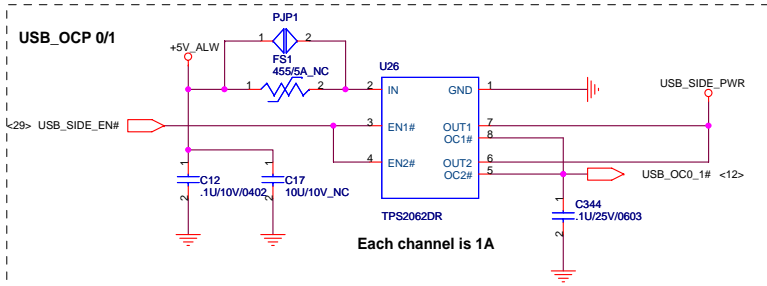 USB_OCP 0/1
PJP1
1 2
+5V_ALW
FS1
455/5A_NC
1 2
U26
2 IN GND 1
USB_SIDE_PWR
<29> USB_SIDE_EN#
3 EN1# OUT1 7
OC1# 8
4 EN2# OUT2 6
OC2# 5
USB_OC0_1# <12>
1 C12
.1U/10V/0402
2
1 C17
10U/10V_NC
2
TPS2062DR
1 C344
.1U/25V/0603
2
Each channel is 1A